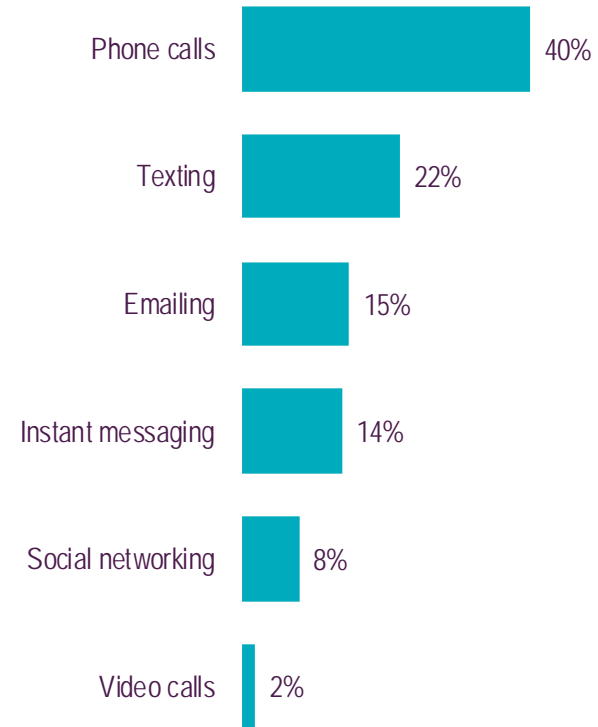 Phone calls 40%
Texting 22%
Emailing 15%
Instant messaging 14%
Social networking 8%
Video calls 2%